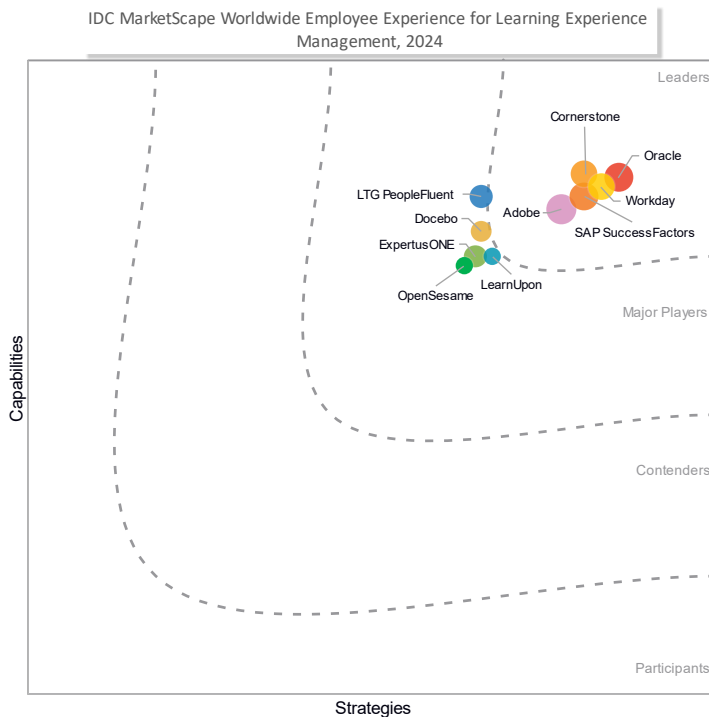 IDC MarketScape Worldwide Employee Experience for Learning Experience
Management, 2024
Leaders
Cornerstone
Oracle
LTG PeopleFluent
Workday
Adobe
Docebo
SAP SuccessFactors
ExpertusONE
LearnUpon
OpenSesame
Major Players
Capabilities
Contenders
Participants
Strategies